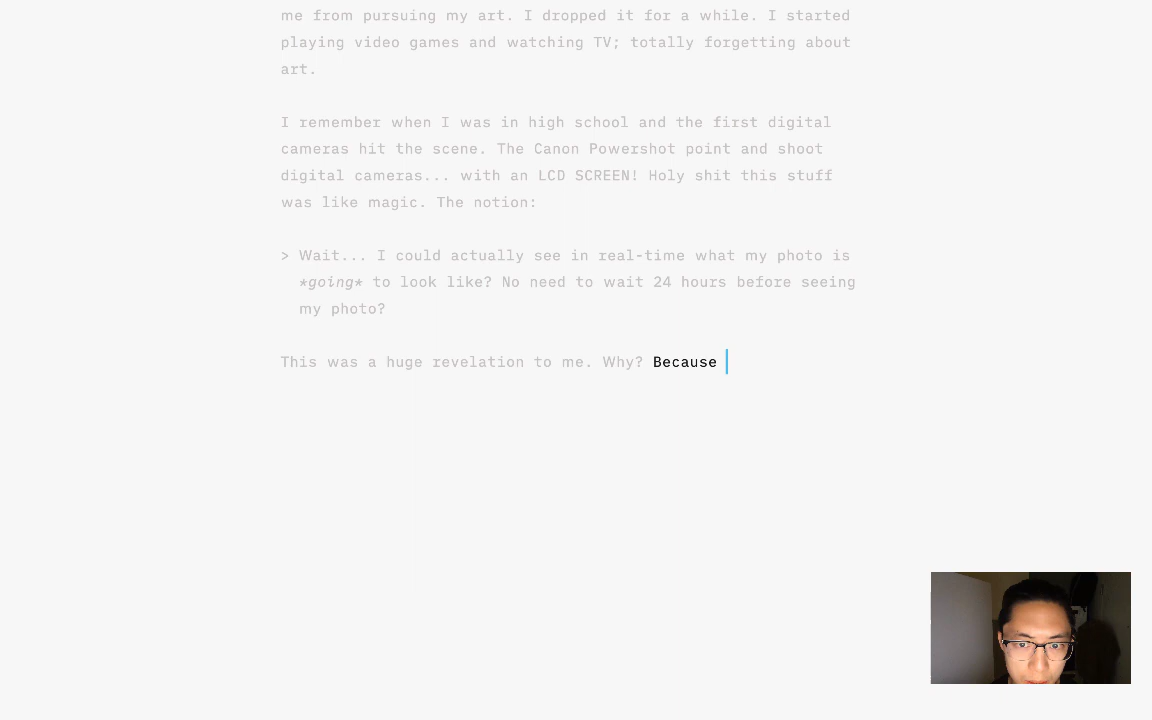 me from pursuing my art. I dropped it for a while. I started
playing video games and watching TV; totally forgetting about
art.
I remember when I was in high school and the first digital
cameras hit the scene. The Canon Powershot point and shoot
digital cameras... with an LCD SCREEN! Holy shit this stuff
was like magic. The notion:
> Wait... I could actually see in real-time what my photo is
*going* to look like? No need to wait 24 hours before seeing
my photo?
This was a huge revelation to me. Why? Because